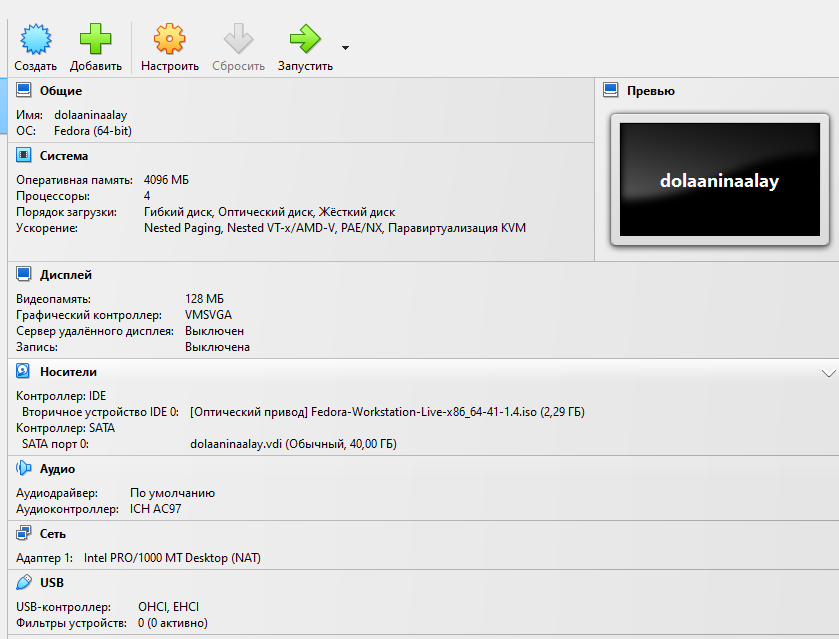 Создать Добавить Настроить Сбросить Запустить
Общие
Имя: dolaaninaalay
ОС: Fedora (64-bit)
Превью
dolaaninaalay
Система
Оперативная память: 4096 МБ
Процессоры: 4
Порядок загрузки: Гибкий диск, Оптический диск, Жёсткий диск
Ускорение: Nested Paging, Nested VT-x/AMD-V, PAE/NX, Паравиртуализация KVM
Дисплей
Видеопамять: 128 МБ
Графический контроллер: VMSVGA
Сервер удалённого дисплея: Выключен
Запись: Выключена
Носители
Контроллер: IDE
Вторичное устройство IDE 0: [Оптический привод] Fedora-Workstation-Live-x86_64-41-1.4.iso (2,29 ГБ)
Контроллер: SATA
SATA порт 0: dolaaninaalay.vdi (Обычный, 40,00 ГБ)
Аудио
Аудиодрайвер: По умолчанию
Аудиоконтроллер: ICH AC97
Сеть
Адаптер 1: Intel PRO/1000 MT Desktop (NAT)
USB
USB-контроллер: OHCI, EHCI
Фильтры устройств: 0 (0 активно)